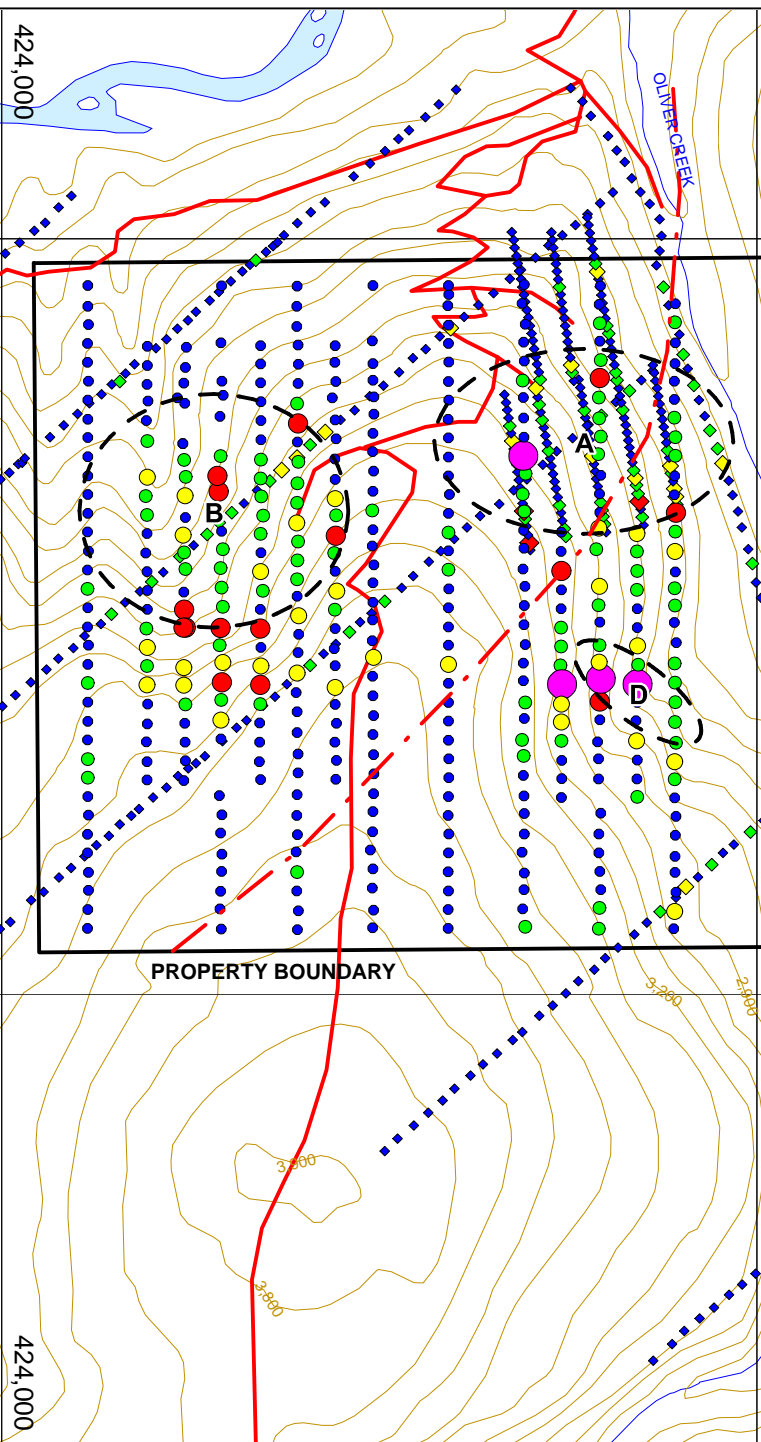 424,000
OLIVER CREEK
A
B
D
PROPERTY BOUNDARY
3,200
2,900
3,900
3,800
424,000